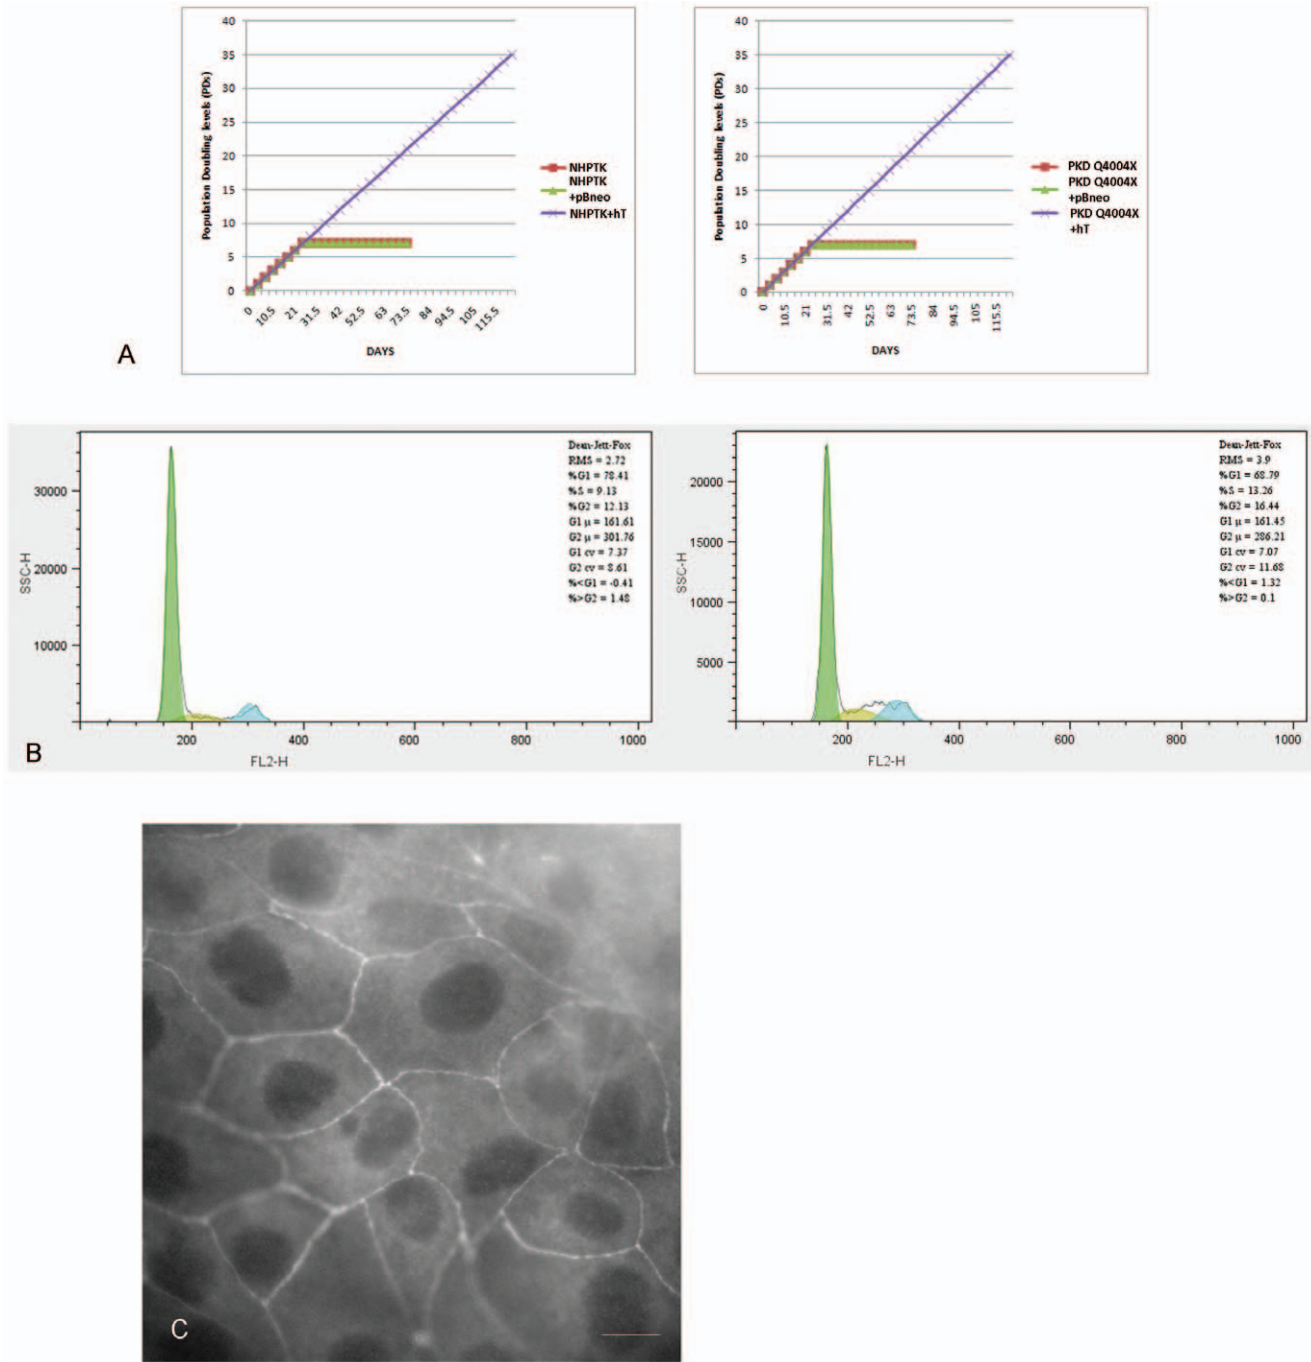 40
35
30
25
20
15
10
5
0
Population Doubling levels (PDs)
0 10.5 21 31.5 42 52.5 63 73.5 84 94.5 105 115.5
DAYS
NHPTK
NHPTK
+pBneo
NHPTK+hT
40
35
30
25
20
15
10
5
0
Population Doubling levels (PDs)
0 10.5 21 31.5 42 52.5 63 73.5 84 94.5 105 115.5
DAYS
PKD Q4004X
PKD Q4004X
+pBneo
PKD Q4004X
+hT
A
30000
20000
10000
SSC-H
200 400 600 800 1000
FL2-H
Dean-Jett-Fox
RMS = 2.72
%G1 = 78.41
%S = 9.13
%G2 = 12.13
G1 μ = 161.61
G2 μ = 301.76
G1 cv = 7.37
G2 cv = 8.61
%<G1 = -0.41
%>G2 = 1.48
20000
15000
10000
5000
SSC-H
200 400 600 800 1000
FL2-H
Dean-Jett-Fox
RMS = 3.9
%G1 = 68.79
%S = 13.26
%G2 = 16.44
G1 μ = 161.45
G2 μ = 286.21
G1 cv = 7.07
G2 cv = 11.68
%<G1 = 1.32
%>G2 = 0.1
B
C